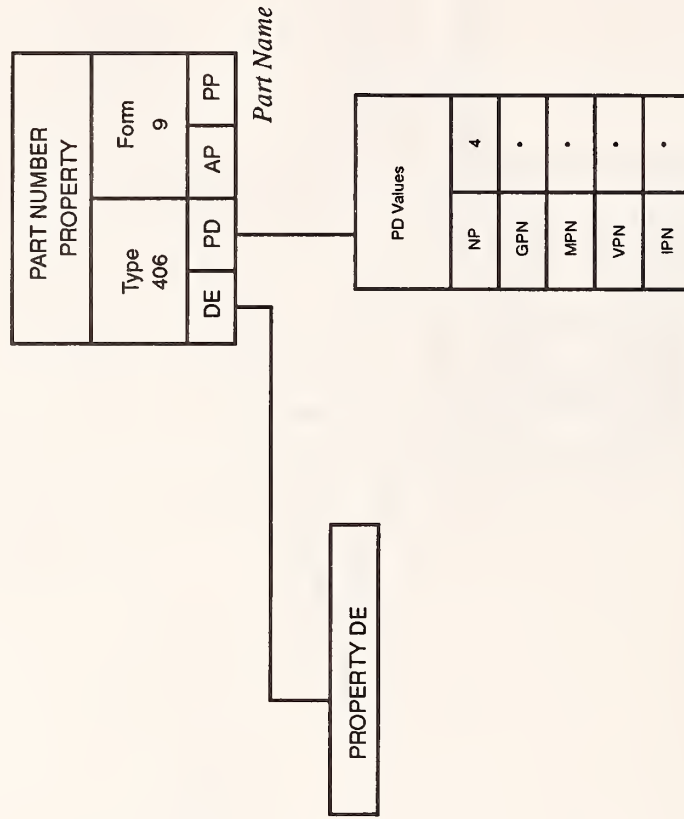 PART NUMBER
PROPERTY
Type Form
406 9
DE PD AP PP
Part Name
PROPERTY DE
PD Values
NP 4
GPN •
MPN •
VPN •
IPN •